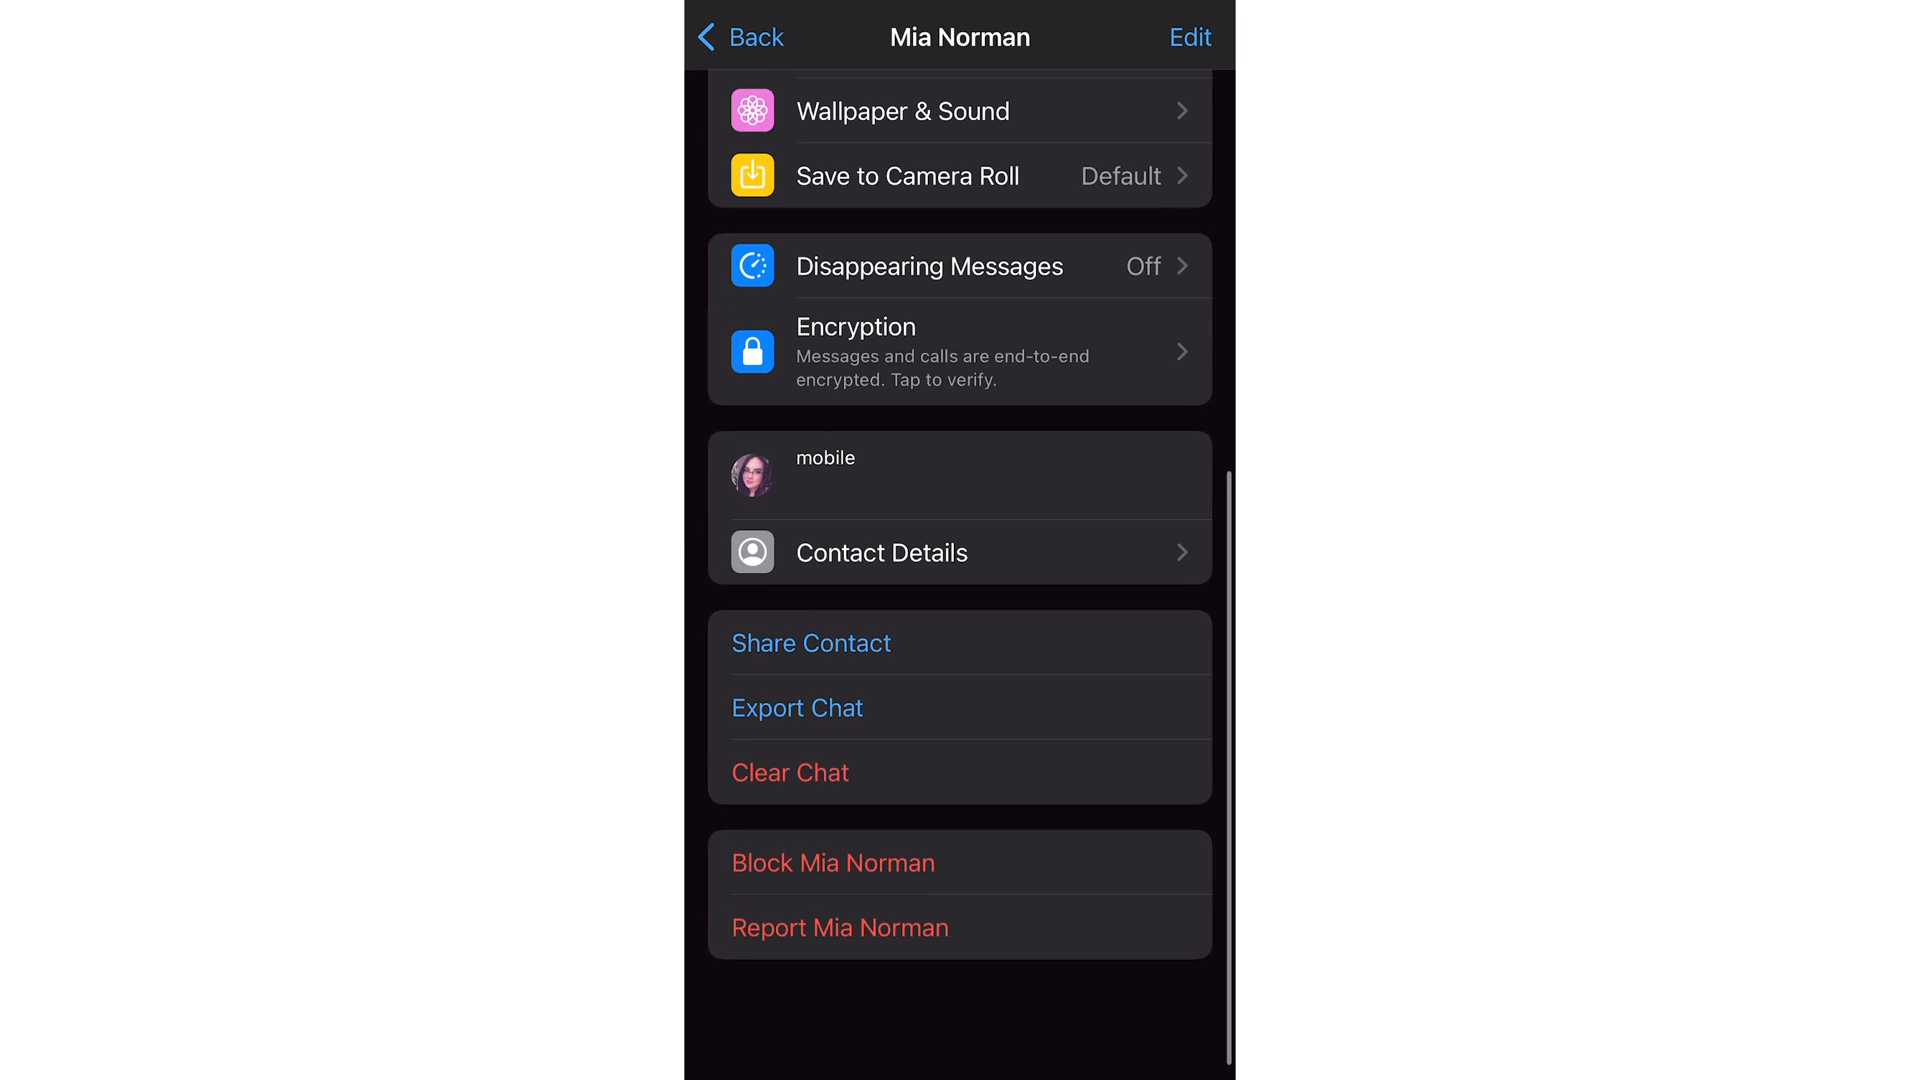 Back Mia Norman Edit
Wallpaper & Sound
Save to Camera Roll Default
Disappearing Messages Off
Encryption
Messages and calls are end-to-end
encrypted. Tap to verify.
mobile
Contact Details
Share Contact
Export Chat
Clear Chat
Block Mia Norman
Report Mia Norman